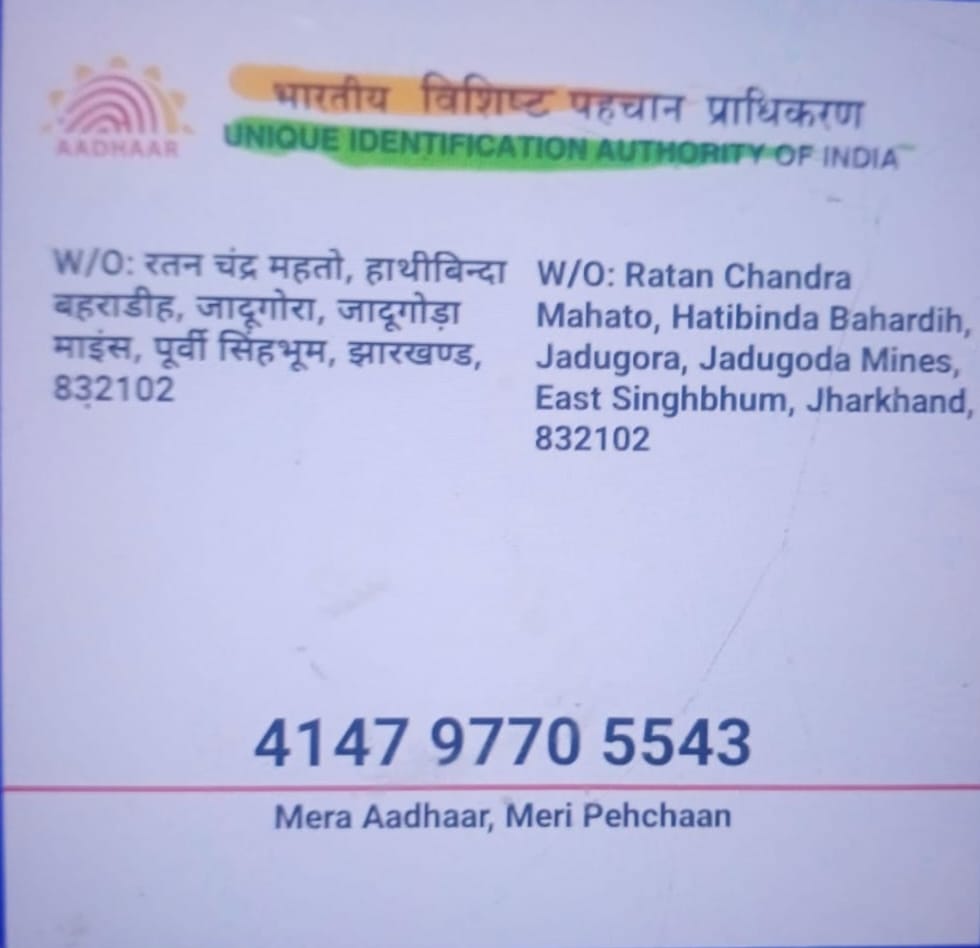 AADHAAR
भारतीय विशिष्ट पहचान प्राधिकरण
UNIQUE IDENTIFICATION AUTHORITY OF INDIA
W/O: रतन चंद्र महतो, हाथीबिन्दा
बहराडीह, जादूगोरा, जादूगोड़ा
माइंस, पूर्वी सिंहभूम, झारखण्ड,
832102
W/O: Ratan Chandra
Mahato, Hatibinda Bahardih,
Jadugora, Jadugoda Mines,
East Singhbhum, Jharkhand,
832102
4147 9770 5543
Mera Aadhaar, Meri Pehchaan